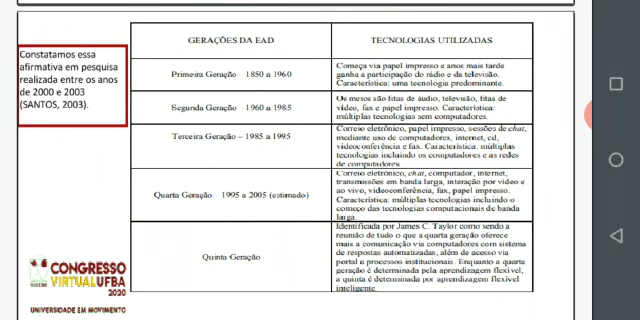 Constatamos essa
afirmativa em pesquisa
realizada entre os anos
de 2000 e 2003
(SANTOS, 2003).
GERAÇÕES DA EAD
TECNOLOGIAS UTILIZADAS
Primeira Geração – 1850 a 1960
Começa via papel impresso e anos mais tarde
ganha a participação do rádio e da televisão.
Característica: uma tecnologia predominante.
Segunda Geração – 1960 a 1985
Os meios são fitas de áudio, televisão, fitas de
vídeo, fax e papel impresso. Característica:
múltiplas tecnologias sem computadores.
Terceira Geração – 1985 a 1995
Correio eletrônico, papel impresso, sessões de chat,
mediante uso de computadores, internet, cd,
videoconferência e fax. Característica: múltiplas
tecnologias incluindo os computadores e as redes
de computadores.
Quarta Geração – 1995 a 2005 (estimado)
Correio eletrônico, chat, computador, internet,
transmissões em banda larga, interação por vídeo e
ao vivo, videoconferência, fax, papel impresso.
Característica: múltiplas tecnologias incluindo o
começo das tecnologias computacionais de banda
larga.
Quinta Geração
Identificada por James C. Taylor como sendo a
reunião de tudo o que a quarta geração oferece
mais a comunicação via computadores com sistema
de respostas automatizadas, além de acesso via
portal a processos institucionais. Enquanto a quarta
geração é determinada pela aprendizagem flexível,
a quinta é determinada por aprendizagem flexível
inteligente.
CONGRESSO
VIRTUALUFBA
2020
UNIVERSIDADE EM MOVIMENTO